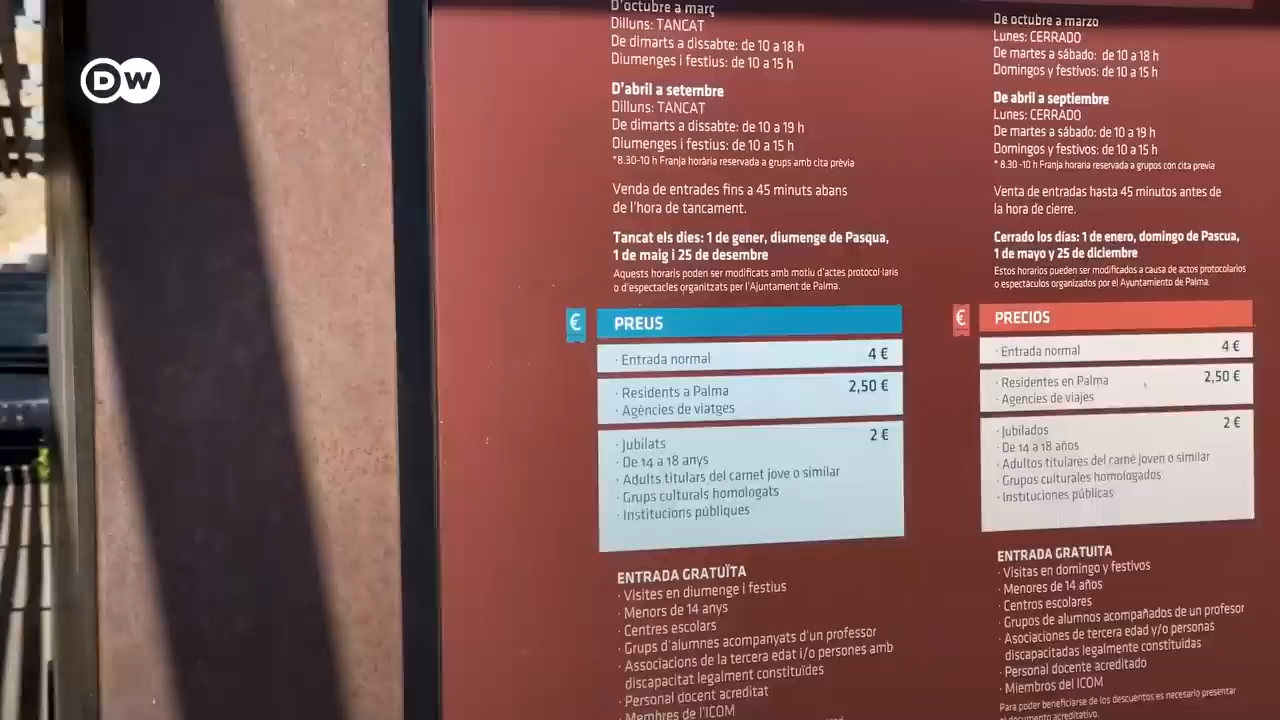 DW
D'octubre a març
Dilluns: TANCAT
De dimarts a dissabte: de 10 a 18 h
Diumenges i festius: de 10 a 15 h
D'abril a setembre
Dilluns: TANCAT
De dimarts a dissabte: de 10 a 19 h
Diumenges i festius: de 10 a 15 h
*8.30-10 h Franja horària reservada a grups amb cita prèvia
Venda de entrades fins a 45 minuts abans
de l'hora de tancament.
Tancat els dies: 1 de gener, diumenge de Pasqua,
1 de maig i 25 de desembre
Aquests horaris poden ser modificats amb motiu d'actes protocol·laris
o d'espectacles organitzats per l'Ajuntament de Palma.
€ PREUS
· Entrada normal 4 €
· Residents a Palma 2,50 €
· Agències de viatges
· Jubilats 2 €
· De 14 a 18 anys
· Adults titulars del carnet jove o similar
· Grups culturals homologats
· Institucions públiques
ENTRADA GRATUÏTA
· Visites en diumenge i festius
· Menors de 14 anys
· Centres escolars
· Grups d'alumnes acompanyats d'un professor
· Associacions de la tercera edat i/o persones amb
discapacitat legalment constituïdes
· Personal docent acreditat
· Membres de l'ICOM
De octubre a marzo
Lunes: CERRADO
De martes a sábado: de 10 a 18 h
Domingos y festivos: de 10 a 15 h
De abril a septiembre
Lunes: CERRADO
De martes a sábado: de 10 a 19 h
Domingos y festivos: de 10 a 15 h
* 8.30 -10 h Franja horaria reservada a grupos con cita previa
Venta de entradas hasta 45 minutos antes de
la hora de cierre.
Cerrado los días: 1 de enero, domingo de Pascua,
1 de mayo y 25 de diciembre
Estos horarios pueden ser modificados a causa de actos protocolarios
o espectáculos organizados por el Ayuntamiento de Palma.
€ PRECIOS
· Entrada normal 4 €
· Residentes en Palma 2,50 €
· Agencies de viajes
· Jubilados 2 €
· De 14 a 18 años
· Adultos titulares del carné joven o similar
· Grupos culturales homologados
· Instituciones públicas
ENTRADA GRATUITA
· Visitas en domingo y festivos
· Menores de 14 años
· Centros escolares
· Grupos de alumnos acompañados de un profesor
· Asociaciones de tercera edad y/o personas
discapacitadas legalmente constituidas
· Personal docente acreditado
· Miembros del ICOM
Para poder beneficiarse de los descuentos es necesario presentar
documento acreditativo.